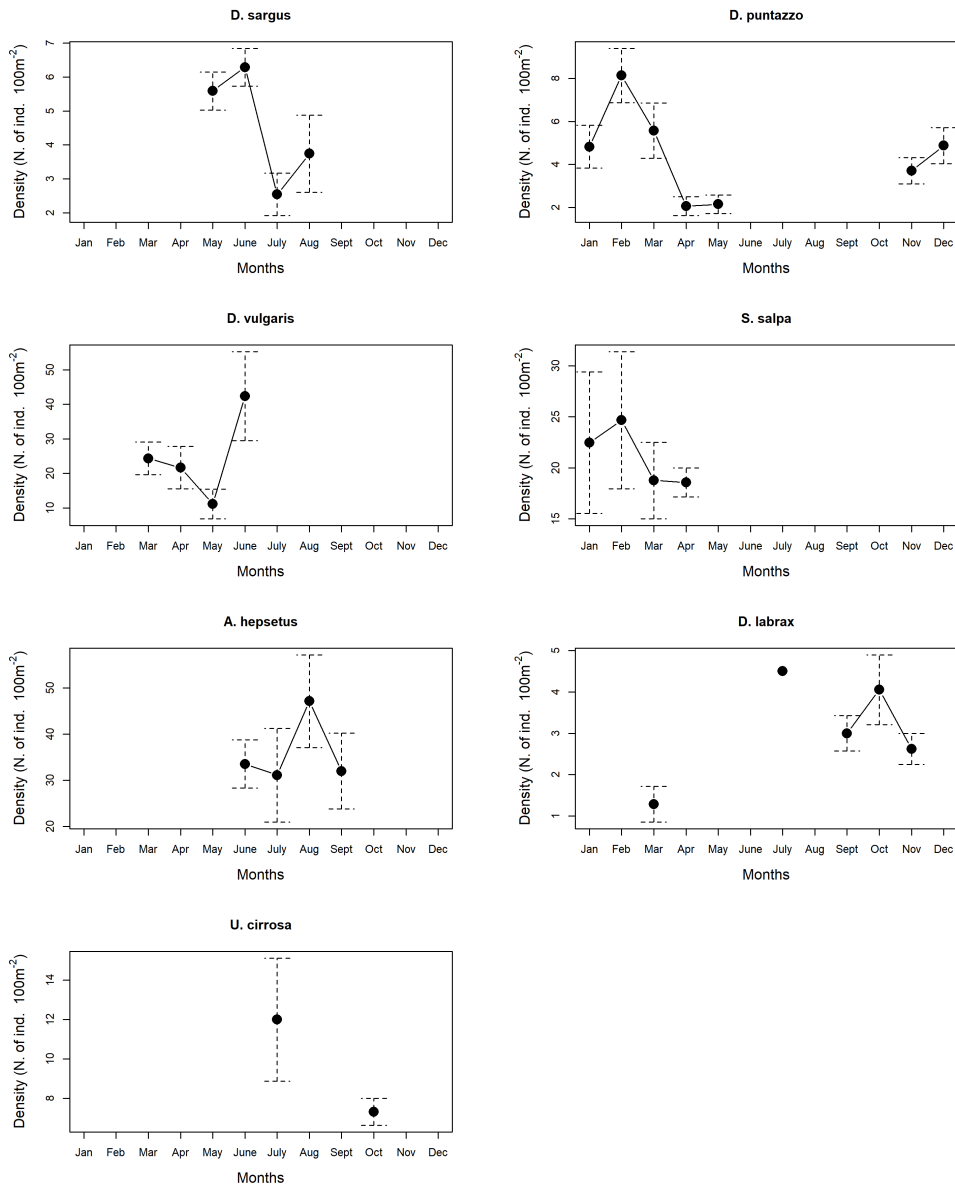 D. sargus
Density (N. of ind. 100m⁻²)
7
6
5
4
3
2
Jan Feb Mar Apr May June July Aug Sept Oct Nov Dec
Months
D. puntazzo
Density (N. of ind. 100m⁻²)
8
6
4
2
Jan Feb Mar Apr May June July Aug Sept Oct Nov Dec
Months
D. vulgaris
Density (N. of ind. 100m⁻²)
50
40
30
20
10
Jan Feb Mar Apr May June July Aug Sept Oct Nov Dec
Months
S. salpa
Density (N. of ind. 100m⁻²)
30
25
20
15
Jan Feb Mar Apr May June July Aug Sept Oct Nov Dec
Months
A. hepsetus
Density (N. of ind. 100m⁻²)
50
40
30
20
Jan Feb Mar Apr May June July Aug Sept Oct Nov Dec
Months
D. labrax
Density (N. of ind. 100m⁻²)
5
4
3
2
1
Jan Feb Mar Apr May June July Aug Sept Oct Nov Dec
Months
U. cirrosa
Density (N. of ind. 100m⁻²)
14
12
10
8
Jan Feb Mar Apr May June July Aug Sept Oct Nov Dec
Months